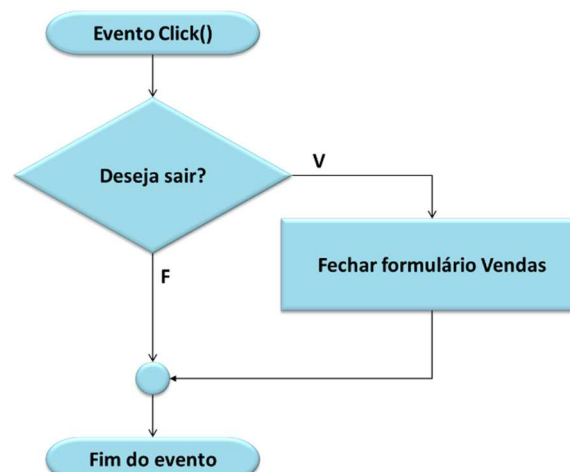 Evento Click()
Deseja sair?
V
Fechar formulário Vendas
F
Fim do evento